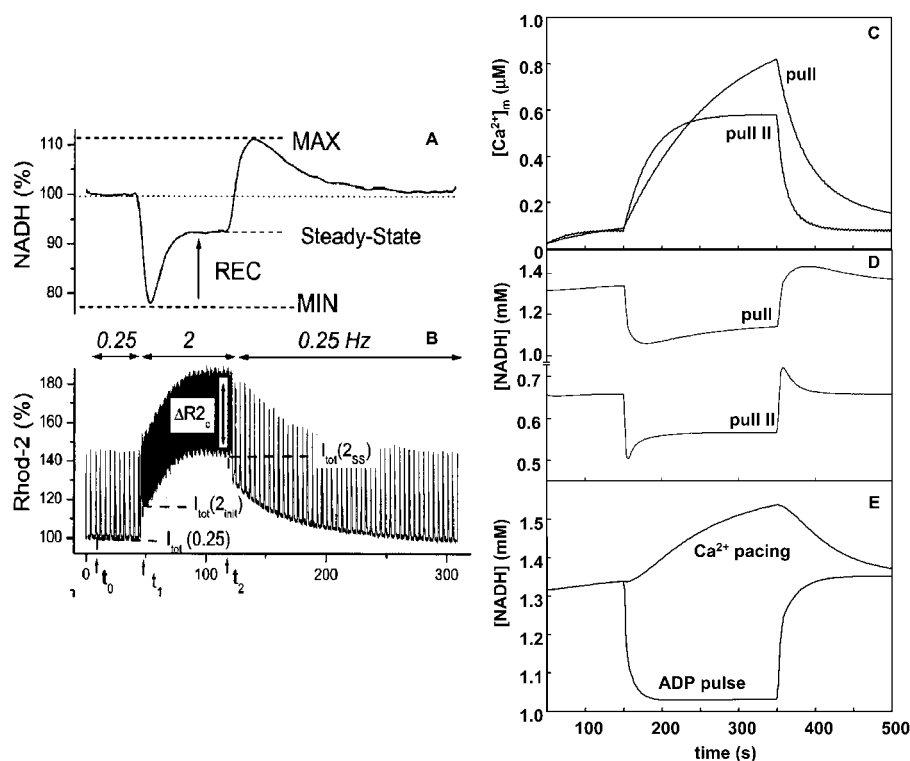 A
NADH (%)
110
100
90
80
MAX
Steady-State
REC
MIN
0.25
2
0.25 Hz
B
Rhod-2 (%)
180
160
140
120
100
ΔR2c
Itot(2ss)
Itot(2init)
Itot(0.25)
0
100
200
300
t0
t1
t2
C
[Ca2+]m (μM)
1.0
0.8
0.6
0.4
0.2
0
pull
pull II
D
[NADH] (mM)
1.4
1.2
1.0
0.7
0.6
0.5
pull
pull II
E
[NADH] (mM)
1.5
1.4
1.3
1.2
1.1
1.0
Ca2+ pacing
ADP pulse
100
200
300
400
500
time (s)